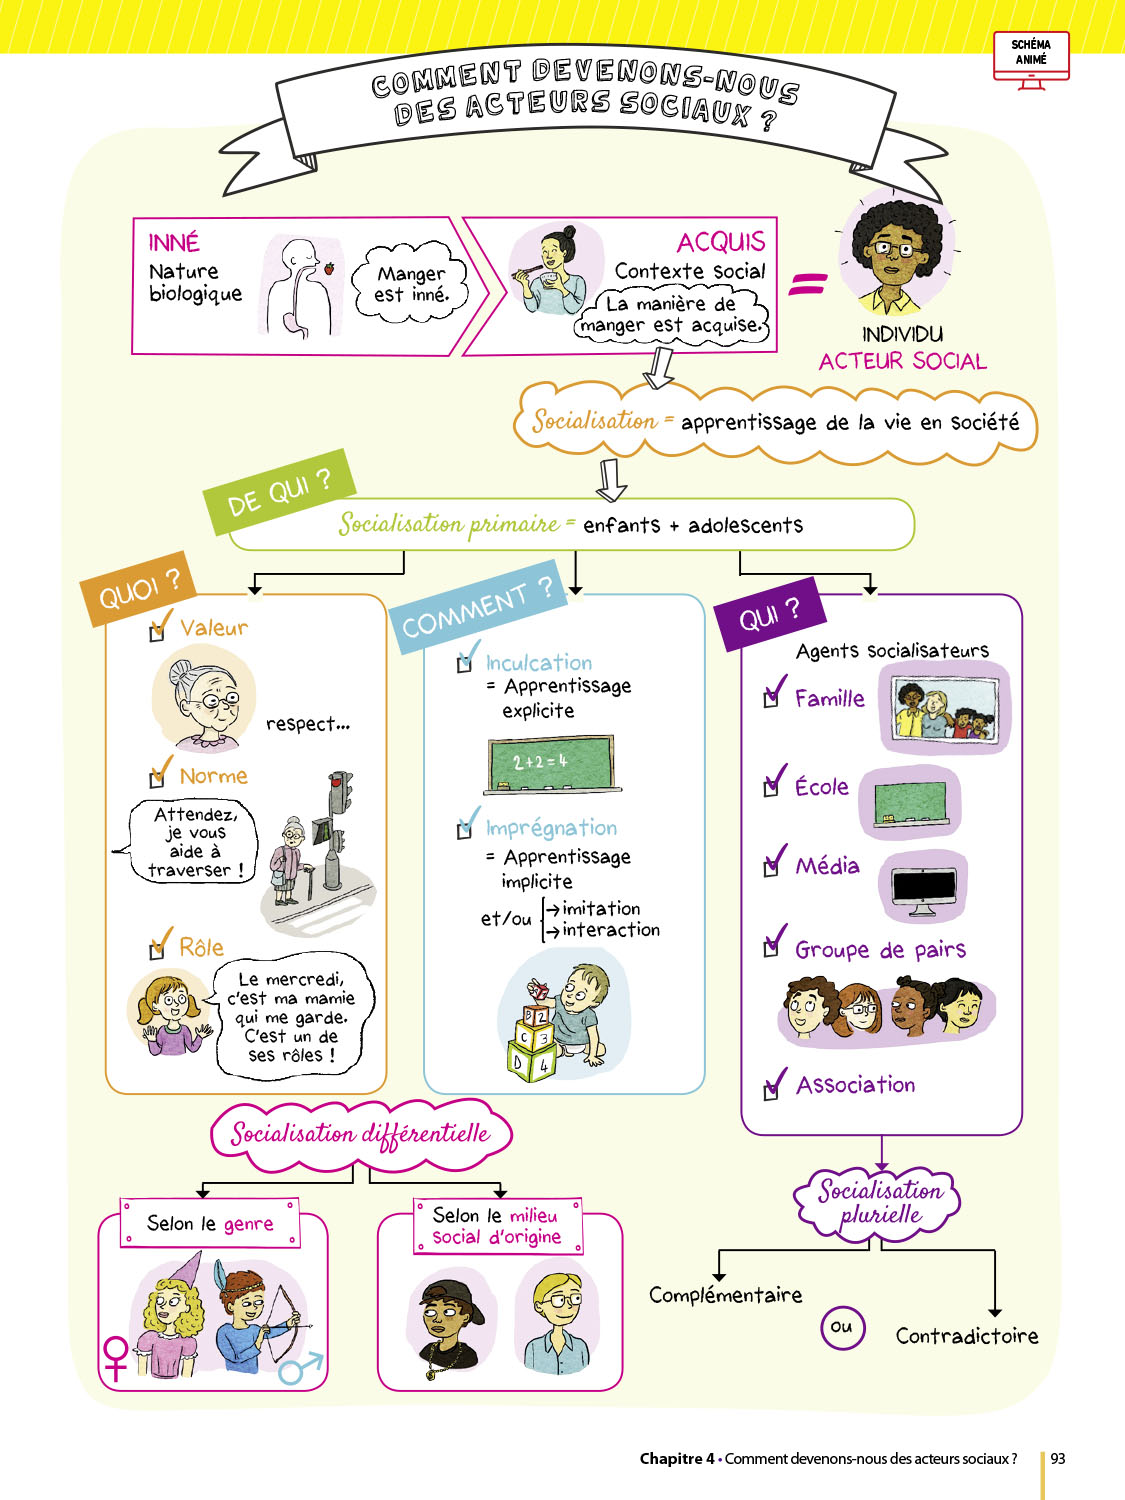 SCHÉMA
ANIMÉ
COMMENT DEVENONS-NOUS
DES ACTEURS SOCIAUX ?
INNÉ
Nature
biologique
Manger
est inné.
ACQUIS
Contexte social
La manière de
manger est acquise.
=
INDIVIDU
ACTEUR SOCIAL
Socialisation = apprentissage de la vie en société
DE QUI ?
Socialisation primaire = enfants + adolescents
QUOI ?
Valeur
respect...
Norme
Attendez,
je vous
aide à
traverser !
Rôle
Le mercredi,
c'est ma mamie
qui me garde.
C'est un de
ses rôles !
COMMENT ?
Inculcation
= Apprentissage
explicite
2+2=4
Imprégnation
= Apprentissage
implicite
et/ou
→ imitation
→ interaction
B 2
C 3
D 4
QUI ?
Agents socialisateurs
Famille
École
Média
Groupe de pairs
Association
Socialisation différentielle
Selon le genre
♀
♂
Selon le milieu
social d'origine
Socialisation
plurielle
Complémentaire
ou
Contradictoire
Chapitre 4 • Comment devenons-nous des acteurs sociaux ?
93